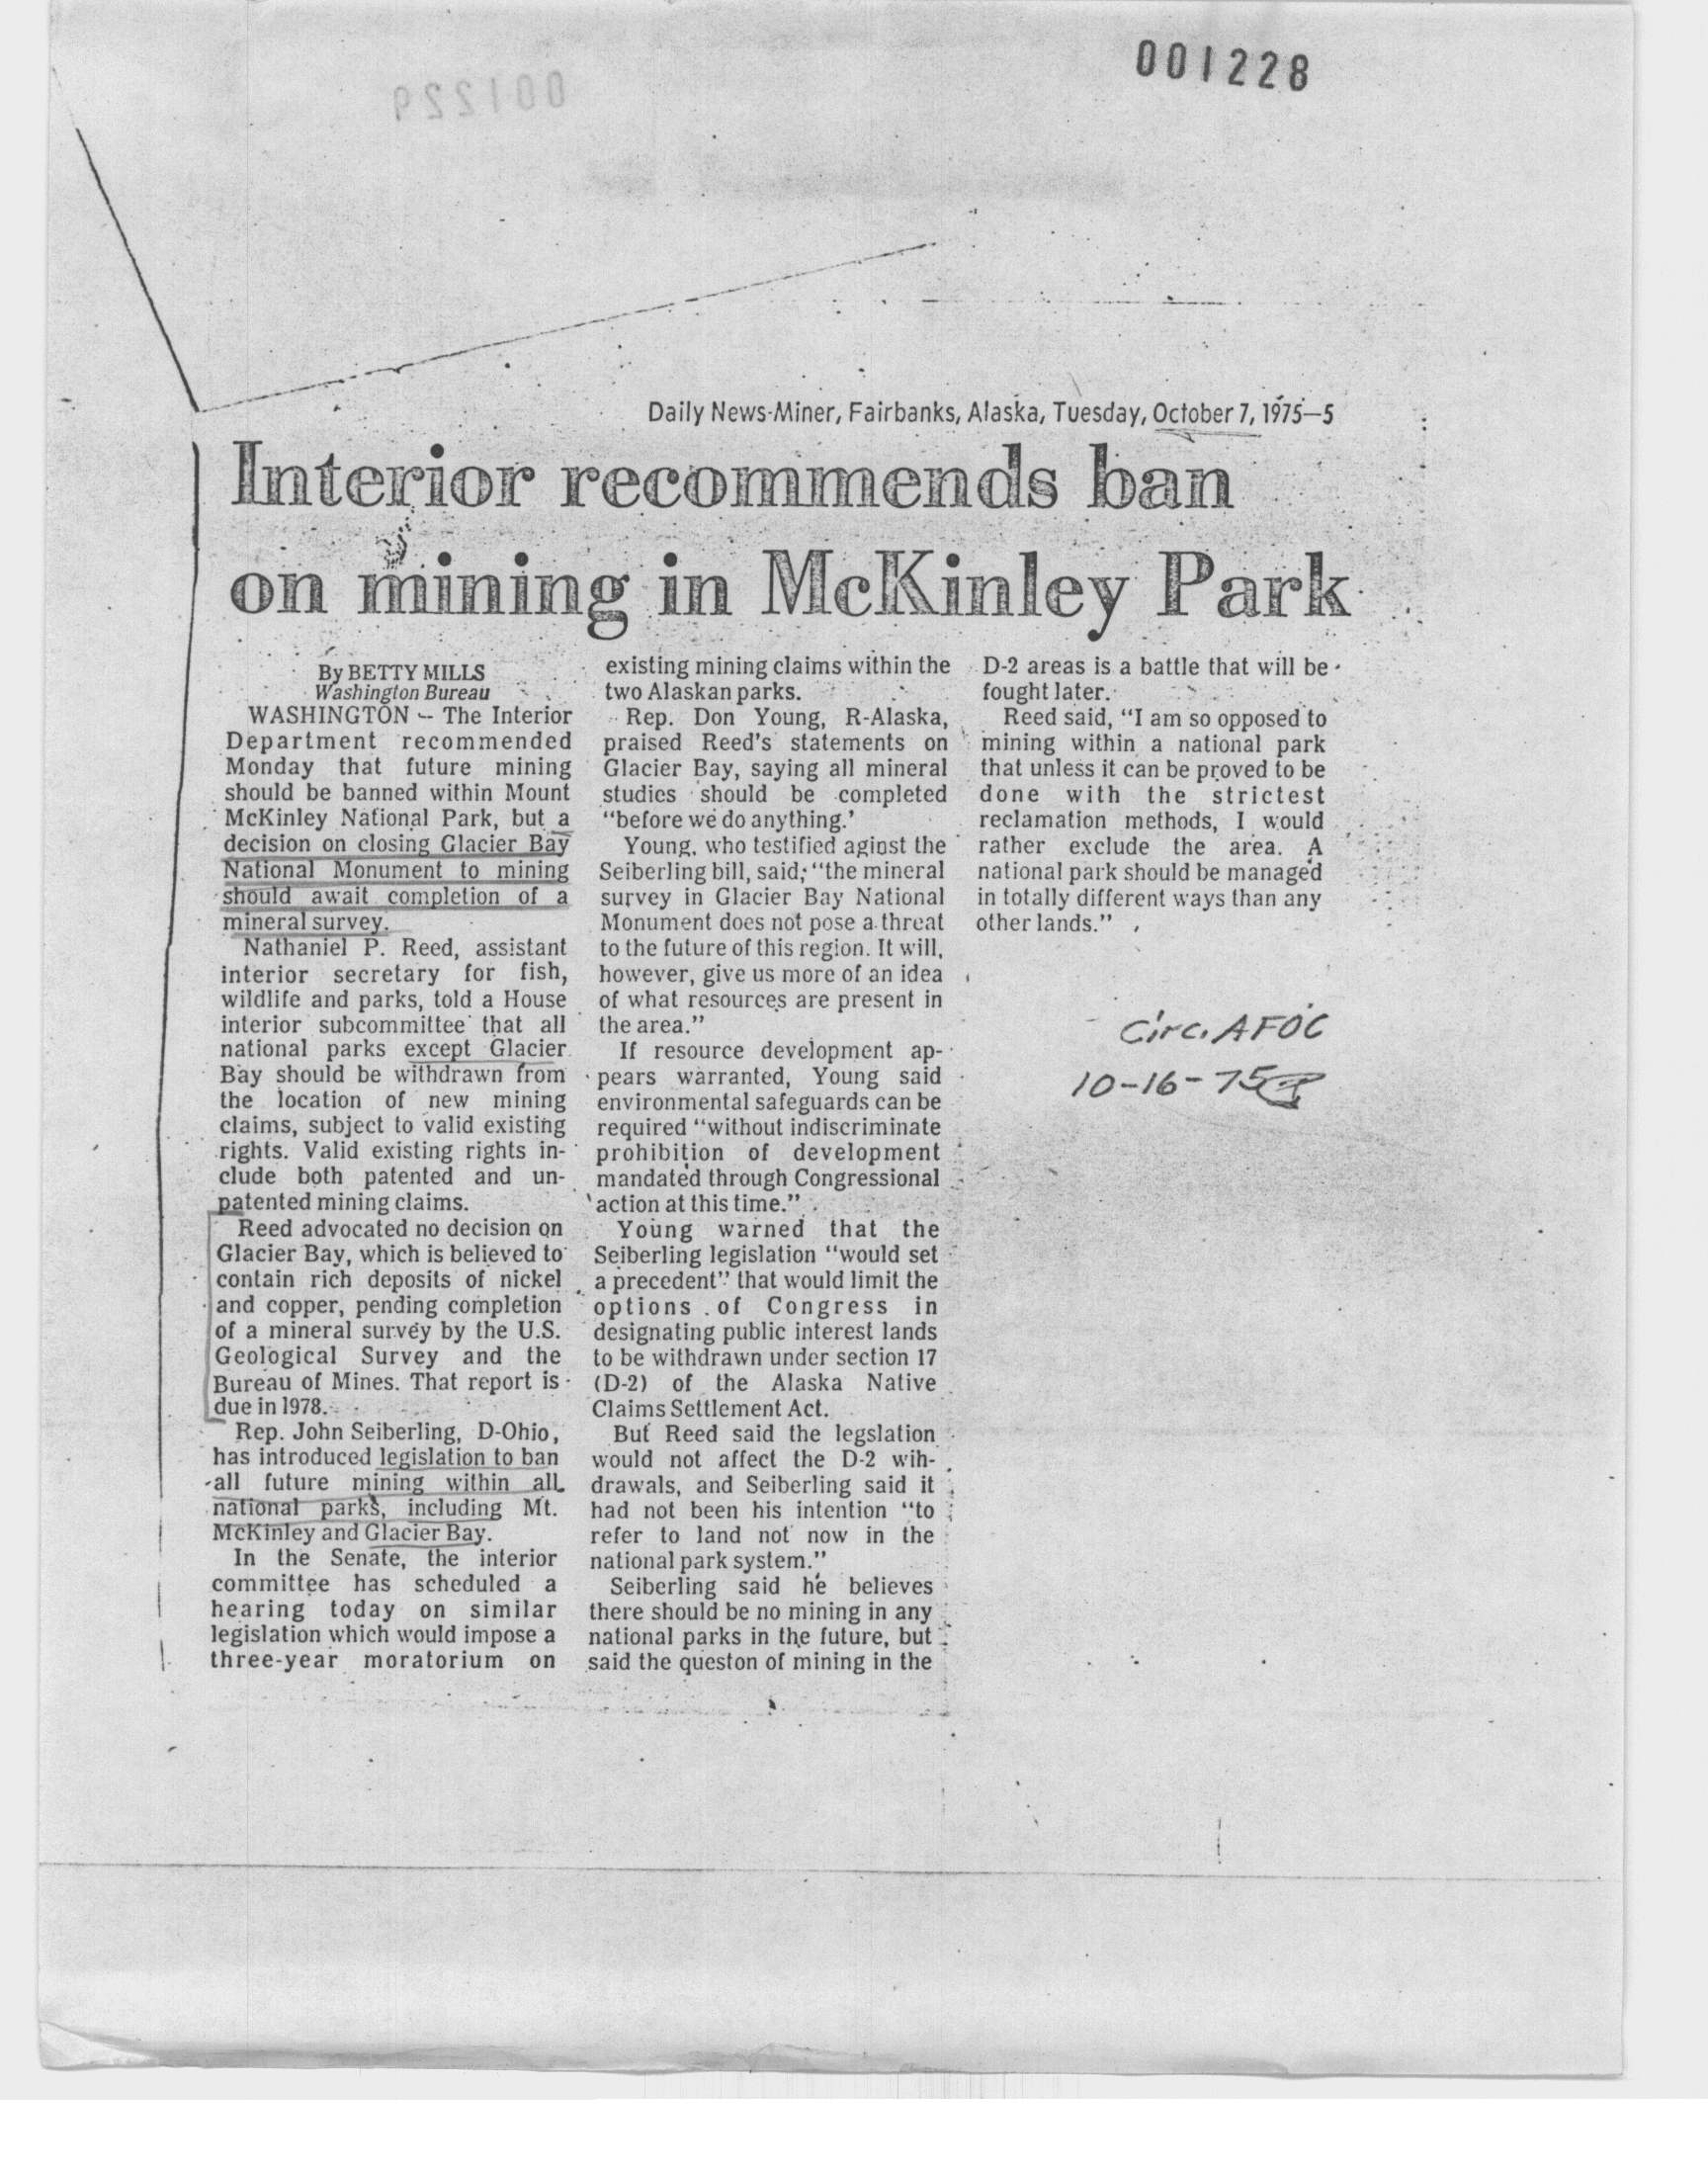 001228
001229
Daily News-Miner, Fairbanks, Alaska, Tuesday, October 7, 1975—5
Interior recommends ban
on mining in McKinley Park
By BETTY MILLS
Washington Bureau
WASHINGTON -- The Interior
Department recommended
Monday that future mining
should be banned within Mount
McKinley National Park, but a
decision on closing Glacier Bay
National Monument to mining
should await completion of a
mineral survey.
Nathaniel P. Reed, assistant
interior secretary for fish,
wildlife and parks, told a House
interior subcommittee that all
national parks except Glacier
Bay should be withdrawn from
the location of new mining
claims, subject to valid existing
rights. Valid existing rights in-
clude both patented and un-
patented mining claims.
Reed advocated no decision on
Glacier Bay, which is believed to
contain rich deposits of nickel
and copper, pending completion
of a mineral survey by the U.S.
Geological Survey and the
Bureau of Mines. That report is
due in 1978.
Rep. John Seiberling, D-Ohio,
has introduced legislation to ban
all future mining within all
national parks, including Mt.
McKinley and Glacier Bay.
In the Senate, the interior
committee has scheduled a
hearing today on similar
legislation which would impose a
three-year moratorium on
existing mining claims within the
two Alaskan parks.
Rep. Don Young, R-Alaska,
praised Reed's statements on
Glacier Bay, saying all mineral
studies should be completed
"before we do anything.'
Young, who testified aginst the
Seiberling bill, said; "the mineral
survey in Glacier Bay National
Monument does not pose a threat
to the future of this region. It will,
however, give us more of an idea
of what resources are present in
the area."
If resource development ap-
pears warranted, Young said
environmental safeguards can be
required "without indiscriminate
prohibition of development
mandated through Congressional
action at this time."
Young warned that the
Seiberling legislation "would set
a precedent" that would limit the
options of Congress in
designating public interest lands
to be withdrawn under section 17
(D-2) of the Alaska Native
Claims Settlement Act.
But Reed said the legslation
would not affect the D-2 wih-
drawals, and Seiberling said it
had not been his intention "to
refer to land not now in the
national park system."
Seiberling said he believes
there should be no mining in any
national parks in the future, but
said the queston of mining in the
D-2 areas is a battle that will be
fought later.
Reed said, "I am so opposed to
mining within a national park
that unless it can be proved to be
done with the strictest
reclamation methods, I would
rather exclude the area. A
national park should be managed
in totally different ways than any
other lands."
Circ. AFOC
10-16-75